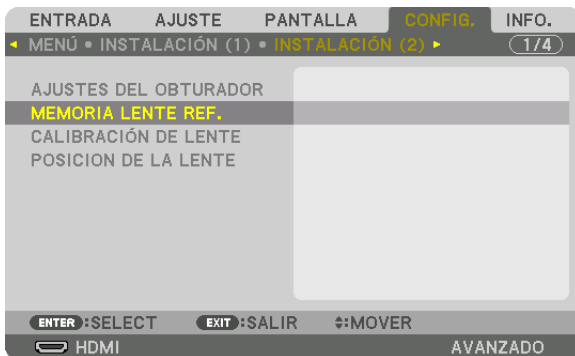 ENTRADA AJUSTE PANTALLA CONFIG. INFO.
MENÚ • INSTALACIÓN (1) • INSTALACIÓN (2) 1/4
AJUSTES DEL OBTURADOR
MEMORIA LENTE REF.
CALIBRACIÓN DE LENTE
POSICION DE LA LENTE
ENTER :SELECT EXIT :SALIR :MOVER
HDMI AVANZADO